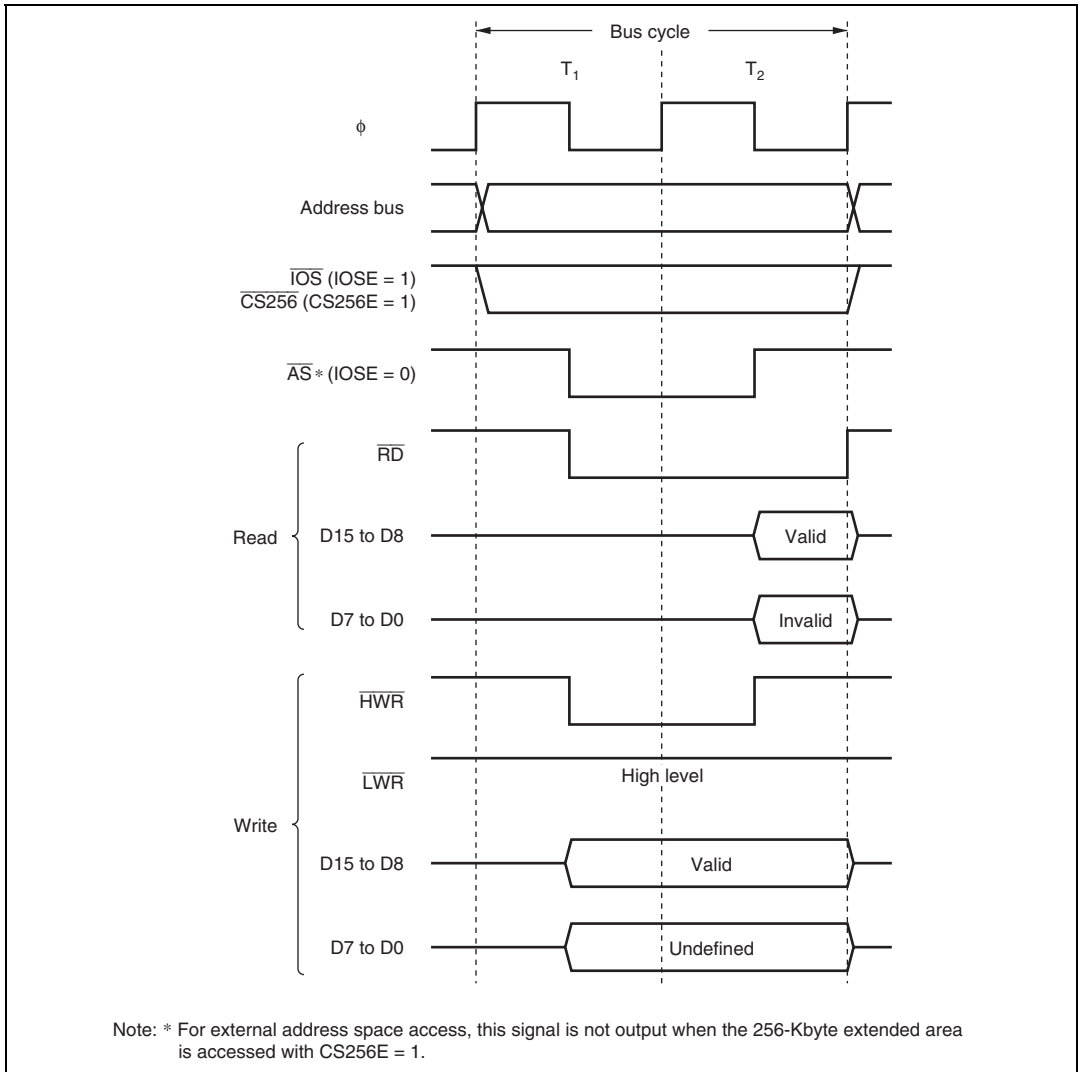 Bus cycle
T1 T2
ϕ
Address bus
IOS (IOSE = 1)
CS256 (CS256E = 1)
AS * (IOSE = 0)
RD
Read
D15 to D8
Valid
D7 to D0
Invalid
HWR
LWR
High level
Write
D15 to D8
Valid
D7 to D0
Undefined
Note: * For external address space access, this signal is not output when the 256-Kbyte extended area
is accessed with CS256E = 1.